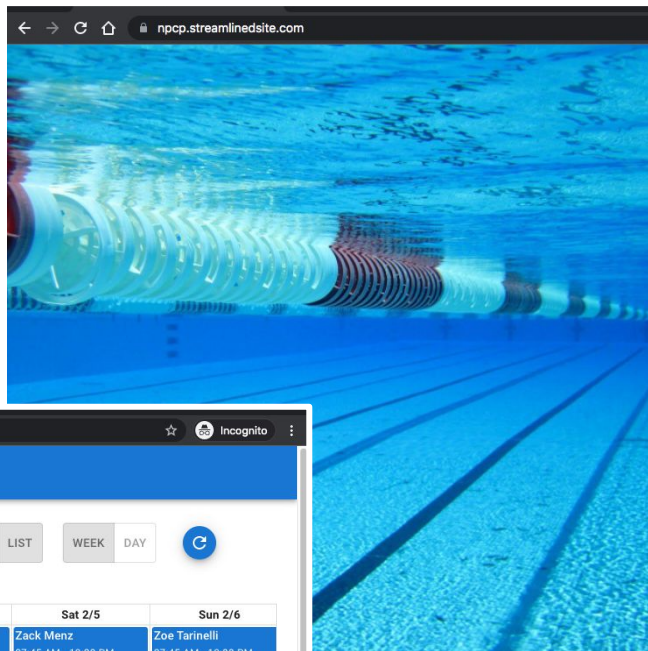 npcp.streamlinedsite.com
Incognito
LIST WEEK DAY
Sat 2/5 Sun 2/6
Zack Menz Zoe Tarinelli